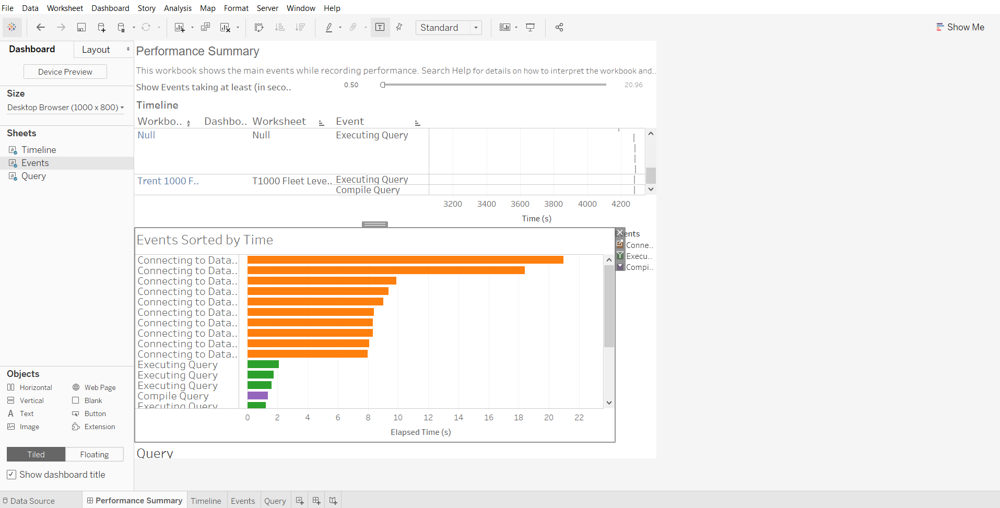 File Data Worksheet Dashboard Story Analysis Map Format Server Window Help
Standard
Show Me
Dashboard Layout
Device Preview
Size
Desktop Browser (1000 x 800)
Sheets
Timeline
Events
Query
Objects
Horizontal Web Page
Vertical Blank
Text Button
Image Extension
Tiled Floating
Show dashboard title
Performance Summary
This workbook shows the main events while recording performance. Search Help for details on how to interpret the workbook and..
Show Events taking at least (in seco.. 0.50 20.96
Timeline
Workbo.. Dashbo.. Worksheet Event
Null Null Executing Query
Trent 1000 F.. T1000 Fleet Leve.. Executing Query
Compile Query
3200 3400 3600 3800 4000 4200
Time (s)
Events Sorted by Time
Connecting to Data..
Connecting to Data..
Connecting to Data..
Connecting to Data..
Connecting to Data..
Connecting to Data..
Connecting to Data..
Connecting to Data..
Connecting to Data..
Connecting to Data..
Executing Query
Executing Query
Executing Query
Compile Query
Executing Query
0 2 4 6 8 10 12 14 16 18 20 22
Elapsed Time (s)
Events
Conne..
Execu..
Compi..
Query
Data Source Performance Summary Timeline Events Query